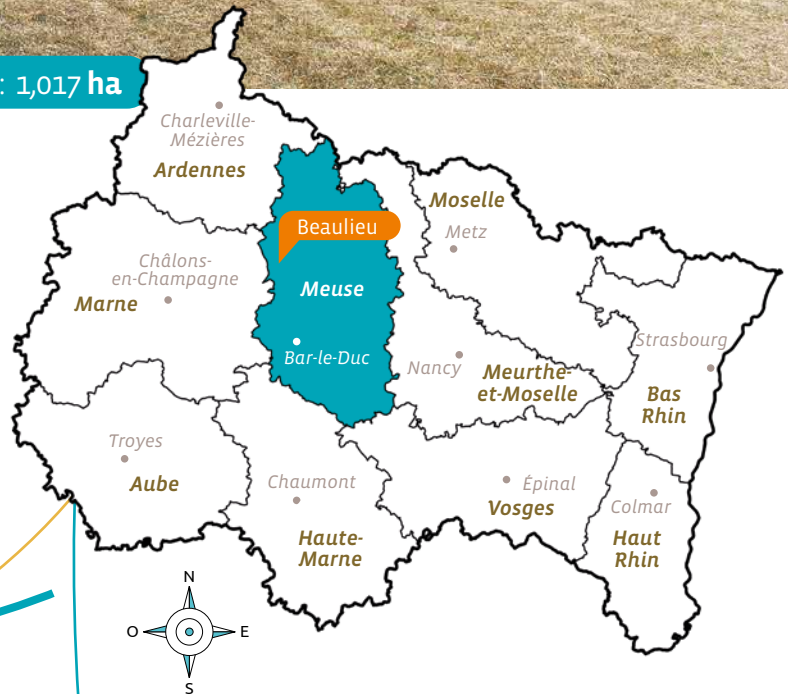 : 1,017 ha
Charleville-
Mézières
Ardennes
Moselle
Metz
Beaulieu
Châlons-
en-Champagne
Marne
Meuse
Bar-le-Duc
Strasbourg
Nancy
Meurthe-
et-Moselle
Bas
Rhin
Troyes
Aube
Chaumont
Épinal
Vosges
Colmar
Haute-
Marne
Haut
Rhin
N
O
E
S